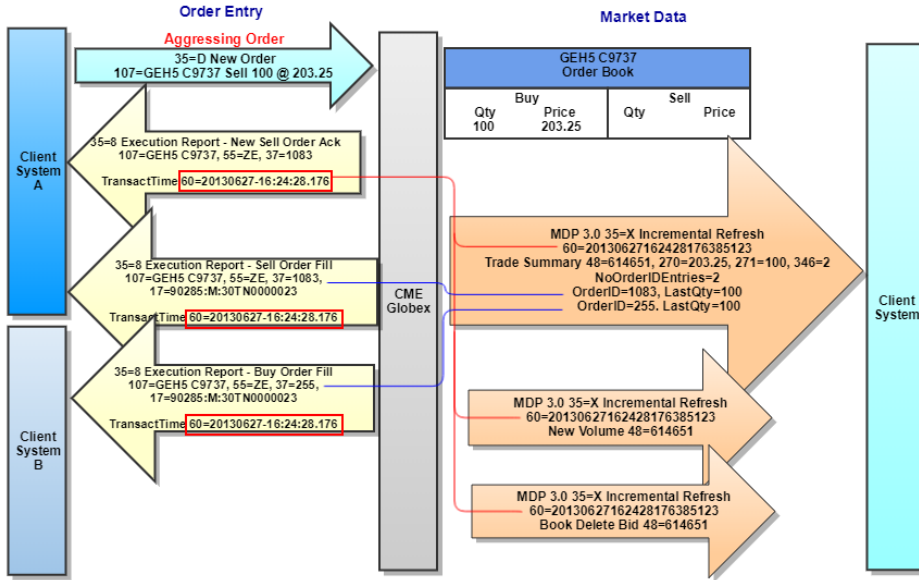 Order Entry
Market Data
Aggressing Order
35=D New Order
107=GEH5 C9737 Sell 100 @ 203.25
GEH5 C9737
Order Book
Buy
Sell
Qty Price
Qty Price
100 203.25
Client
System
A
35=8 Execution Report - New Sell Order Ack
107=GEH5 C9737, 55=ZE, 37=1083
TransactTime 60=20130627-16:24:28.176
35=8 Execution Report - Sell Order Fill
107=GEH5 C9737, 55=ZE, 37=1083,
17=90285:M:30TN0000023
TransactTime 60=20130627-16:24:28.176
Client
System
B
35=8 Execution Report - Buy Order Fill
107=GEH5 C9737, 55=ZE, 37=255,
17=90285:M:30TN0000023
TransactTime 60=20130627-16:24:28.176
CME
Globex
MDP 3.0 35=X Incremental Refresh
60=20130627162428176385123
Trade Summary 48=614651, 270=203.25, 271=100, 346=2
NoOrderIDEntries=2
OrderID=1083, LastQty=100
OrderID=255. LastQty=100
MDP 3.0 35=X Incremental Refresh
60=20130627162428176385123
New Volume 48=614651
MDP 3.0 35=X Incremental Refresh
60=20130627162428176385123
Book Delete Bid 48=614651
Client
System